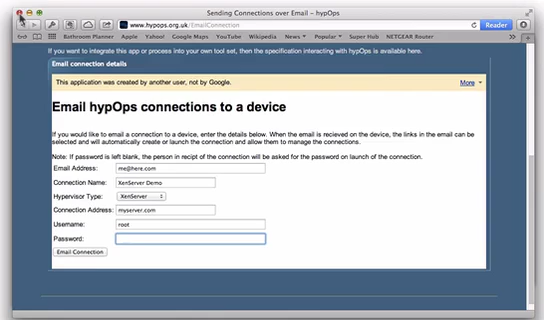 Sending Connections over Email – hypOps
www.hypops.org.uk/EmailConnection
Reader
Bathroom Planner Apple Yahoo! Google Maps YouTube Wikipedia News Popular Super Hub NETGEAR Router
If you want to integrate this app or process into your own tool set, then the specification interacting with hypOps is available here.
Email connection details
This application was created by another user, not by Google.
More
Email hypOps connections to a device
If you would like to email a connection to a device, enter the details below. When the email is recieved on the device, the links in the email can be
selected and will automatically create or launch the connection and allow them to manage the connections.
Note: If password is left blank, the person in recipt of the connection will be asked for the password on launch of the connection.
Email Address: me@here.com
Connection Name: XenServer Demo
Hypervisor Type: XenServer
Connection Address: myserver.com
Username: root
Password:
Email Connection